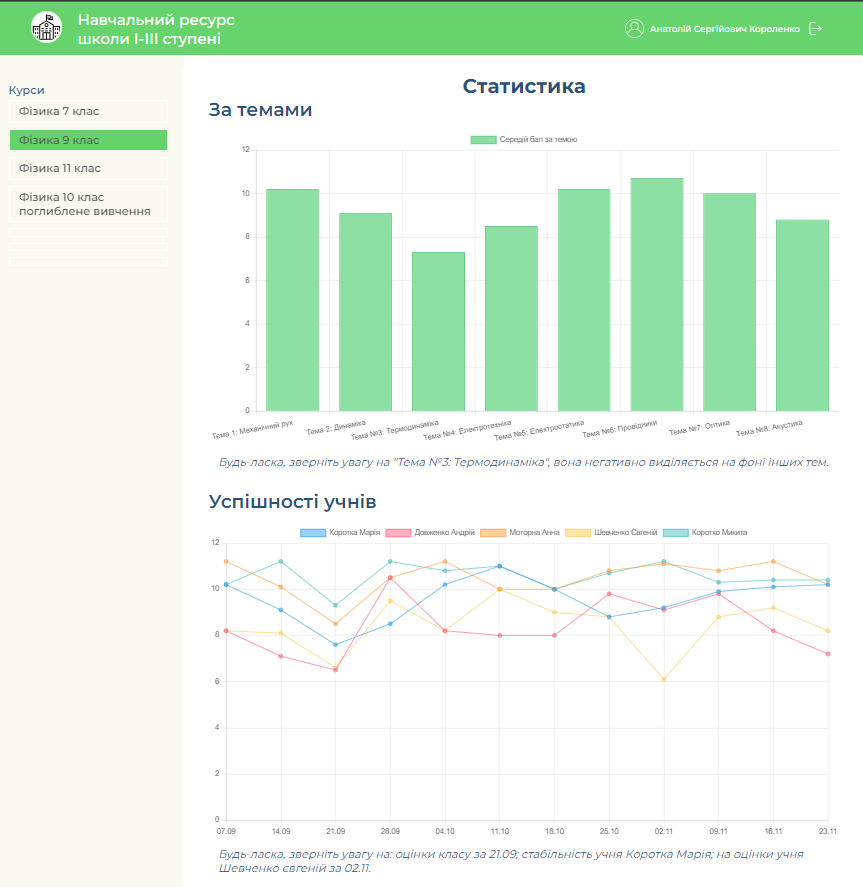 Навчальний ресурс
школи І-ІІІ ступені
Анатолій Сергійович Короленко
Курси
Фізика 7 клас
Фізика 9 клас
Фізика 11 клас
Фізика 10 клас
поглиблене вивчення
Статистика
За темами
Середій бал за темою
12
10
8
6
4
2
0
Тема 1: Механічний рух
Тема 2: Динаміка
Тема №3: Термодинаміка
Тема №4: Електротехніка
Тема №5: Електростатика
Тема №6: Провідники
Тема №7: Оптика
Тема №8: Акустика
Будь-ласка, зверніть увагу на "Тема №3: Термодинаміка", вона негативно виділяється на фоні інших тем.
Успішності учнів
Коротка Марія Довженко Андрій Моторна Анна Шевченко Євгеній Коротко Микита
12
10
8
6
4
2
0
07.09 14.09 21.09 28.09 04.10 11.10 18.10 25.10 02.11 09.11 16.11 23.11
Будь-ласка, зверніть увагу на: оцінки класу за 21.09; стабільність учня Коротка Марія; на оцінки учня
Шевченко євгеній за 02.11.